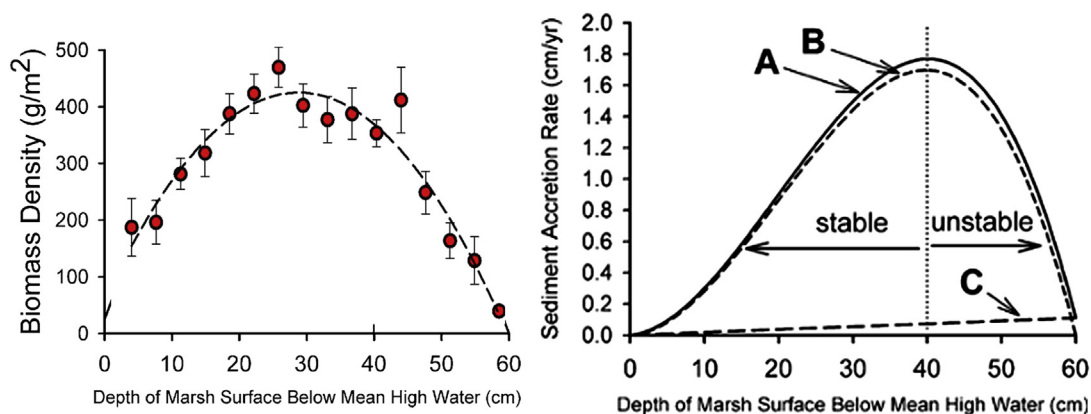 Biomass Density (g/m²)
500
400
300
200
100
0
0 10 20 30 40 50 60
Depth of Marsh Surface Below Mean High Water (cm)
Sediment Accretion Rate (cm/yr)
2.0
1.8
1.6
1.4
1.2
1.0
0.8
0.6
0.4
0.2
0.0
A
B
stable
unstable
C
0 10 20 30 40 50 60
Depth of Marsh Surface Below Mean High Water (cm)